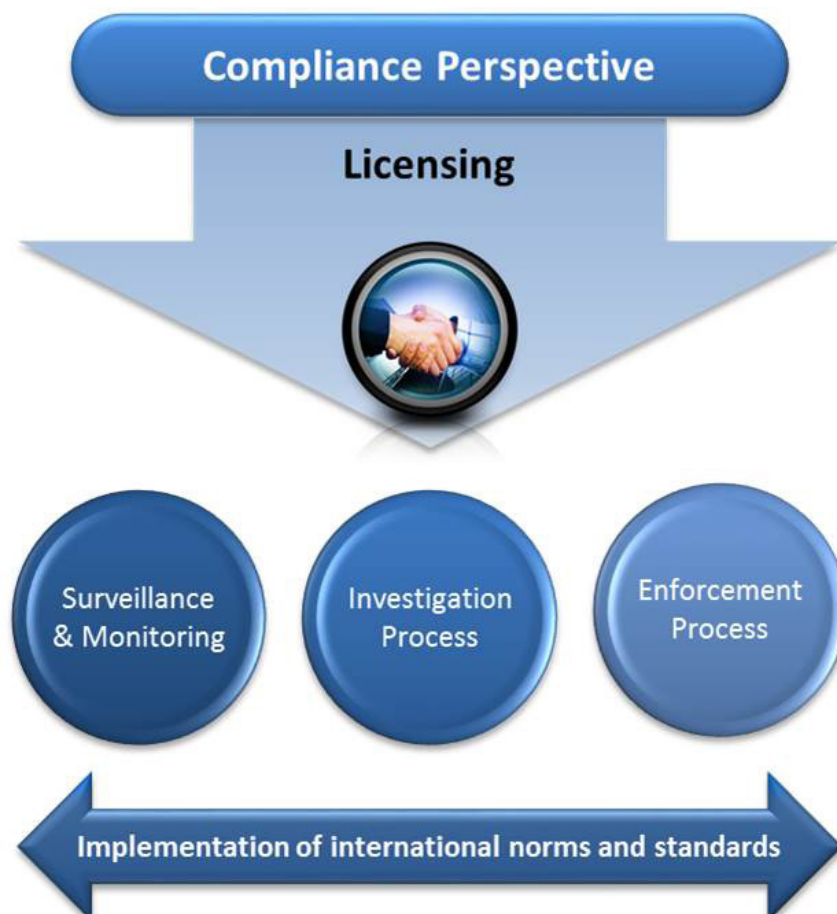 Compliance Perspective
Licensing
Surveillance
& Monitoring
Investigation
Process
Enforcement
Process
Implementation of international norms and standards